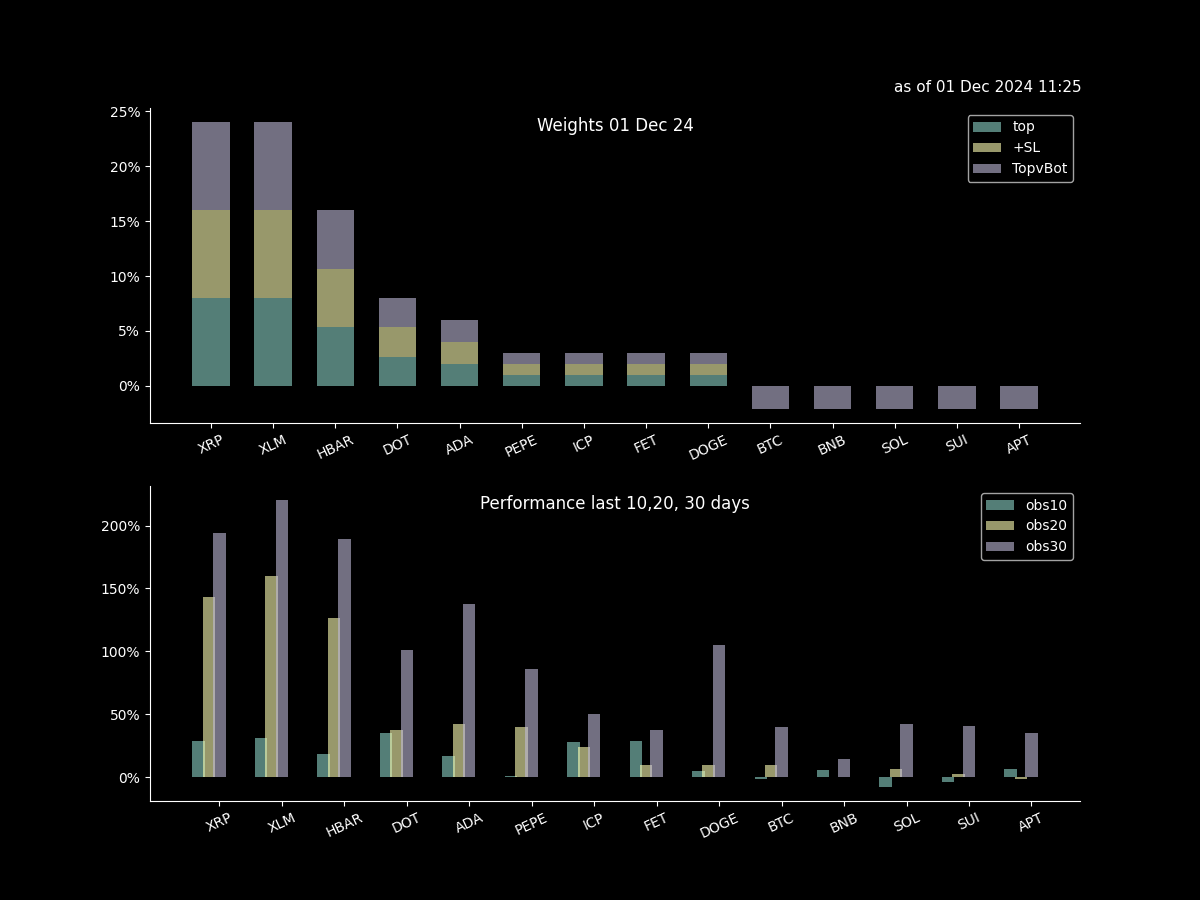 as of 01 Dec 2024 11:25
Weights 01 Dec 24
top
+SL
TopvBot
25%
20%
15%
10%
5%
0%
XRP XLM HBAR DOT ADA PEPE ICP FET DOGE BTC BNB SOL SUI APT
Performance last 10,20, 30 days
obs10
obs20
obs30
200%
150%
100%
50%
0%
XRP XLM HBAR DOT ADA PEPE ICP FET DOGE BTC BNB SOL SUI APT